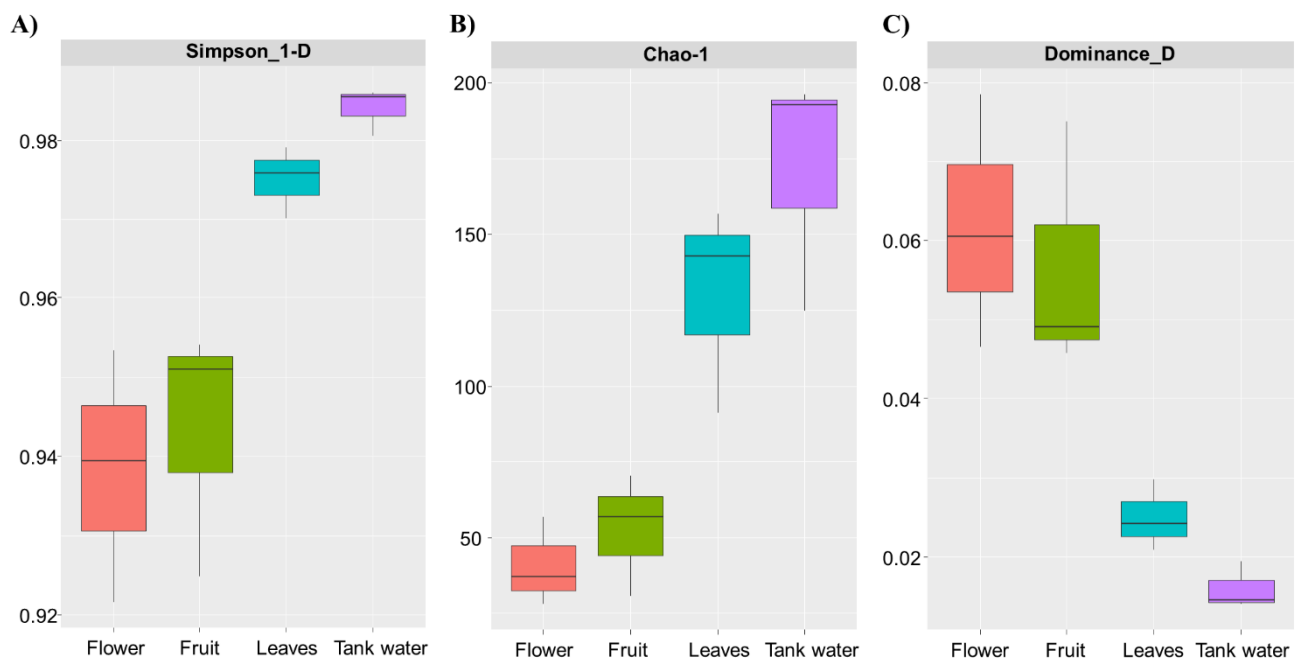 A)
Simpson_1-D
0.98
0.96
0.94
0.92
Flower Fruit Leaves Tank water
B)
Chao-1
200
150
100
50
Flower Fruit Leaves Tank water
C)
Dominance_D
0.08
0.06
0.04
0.02
Flower Fruit Leaves Tank water